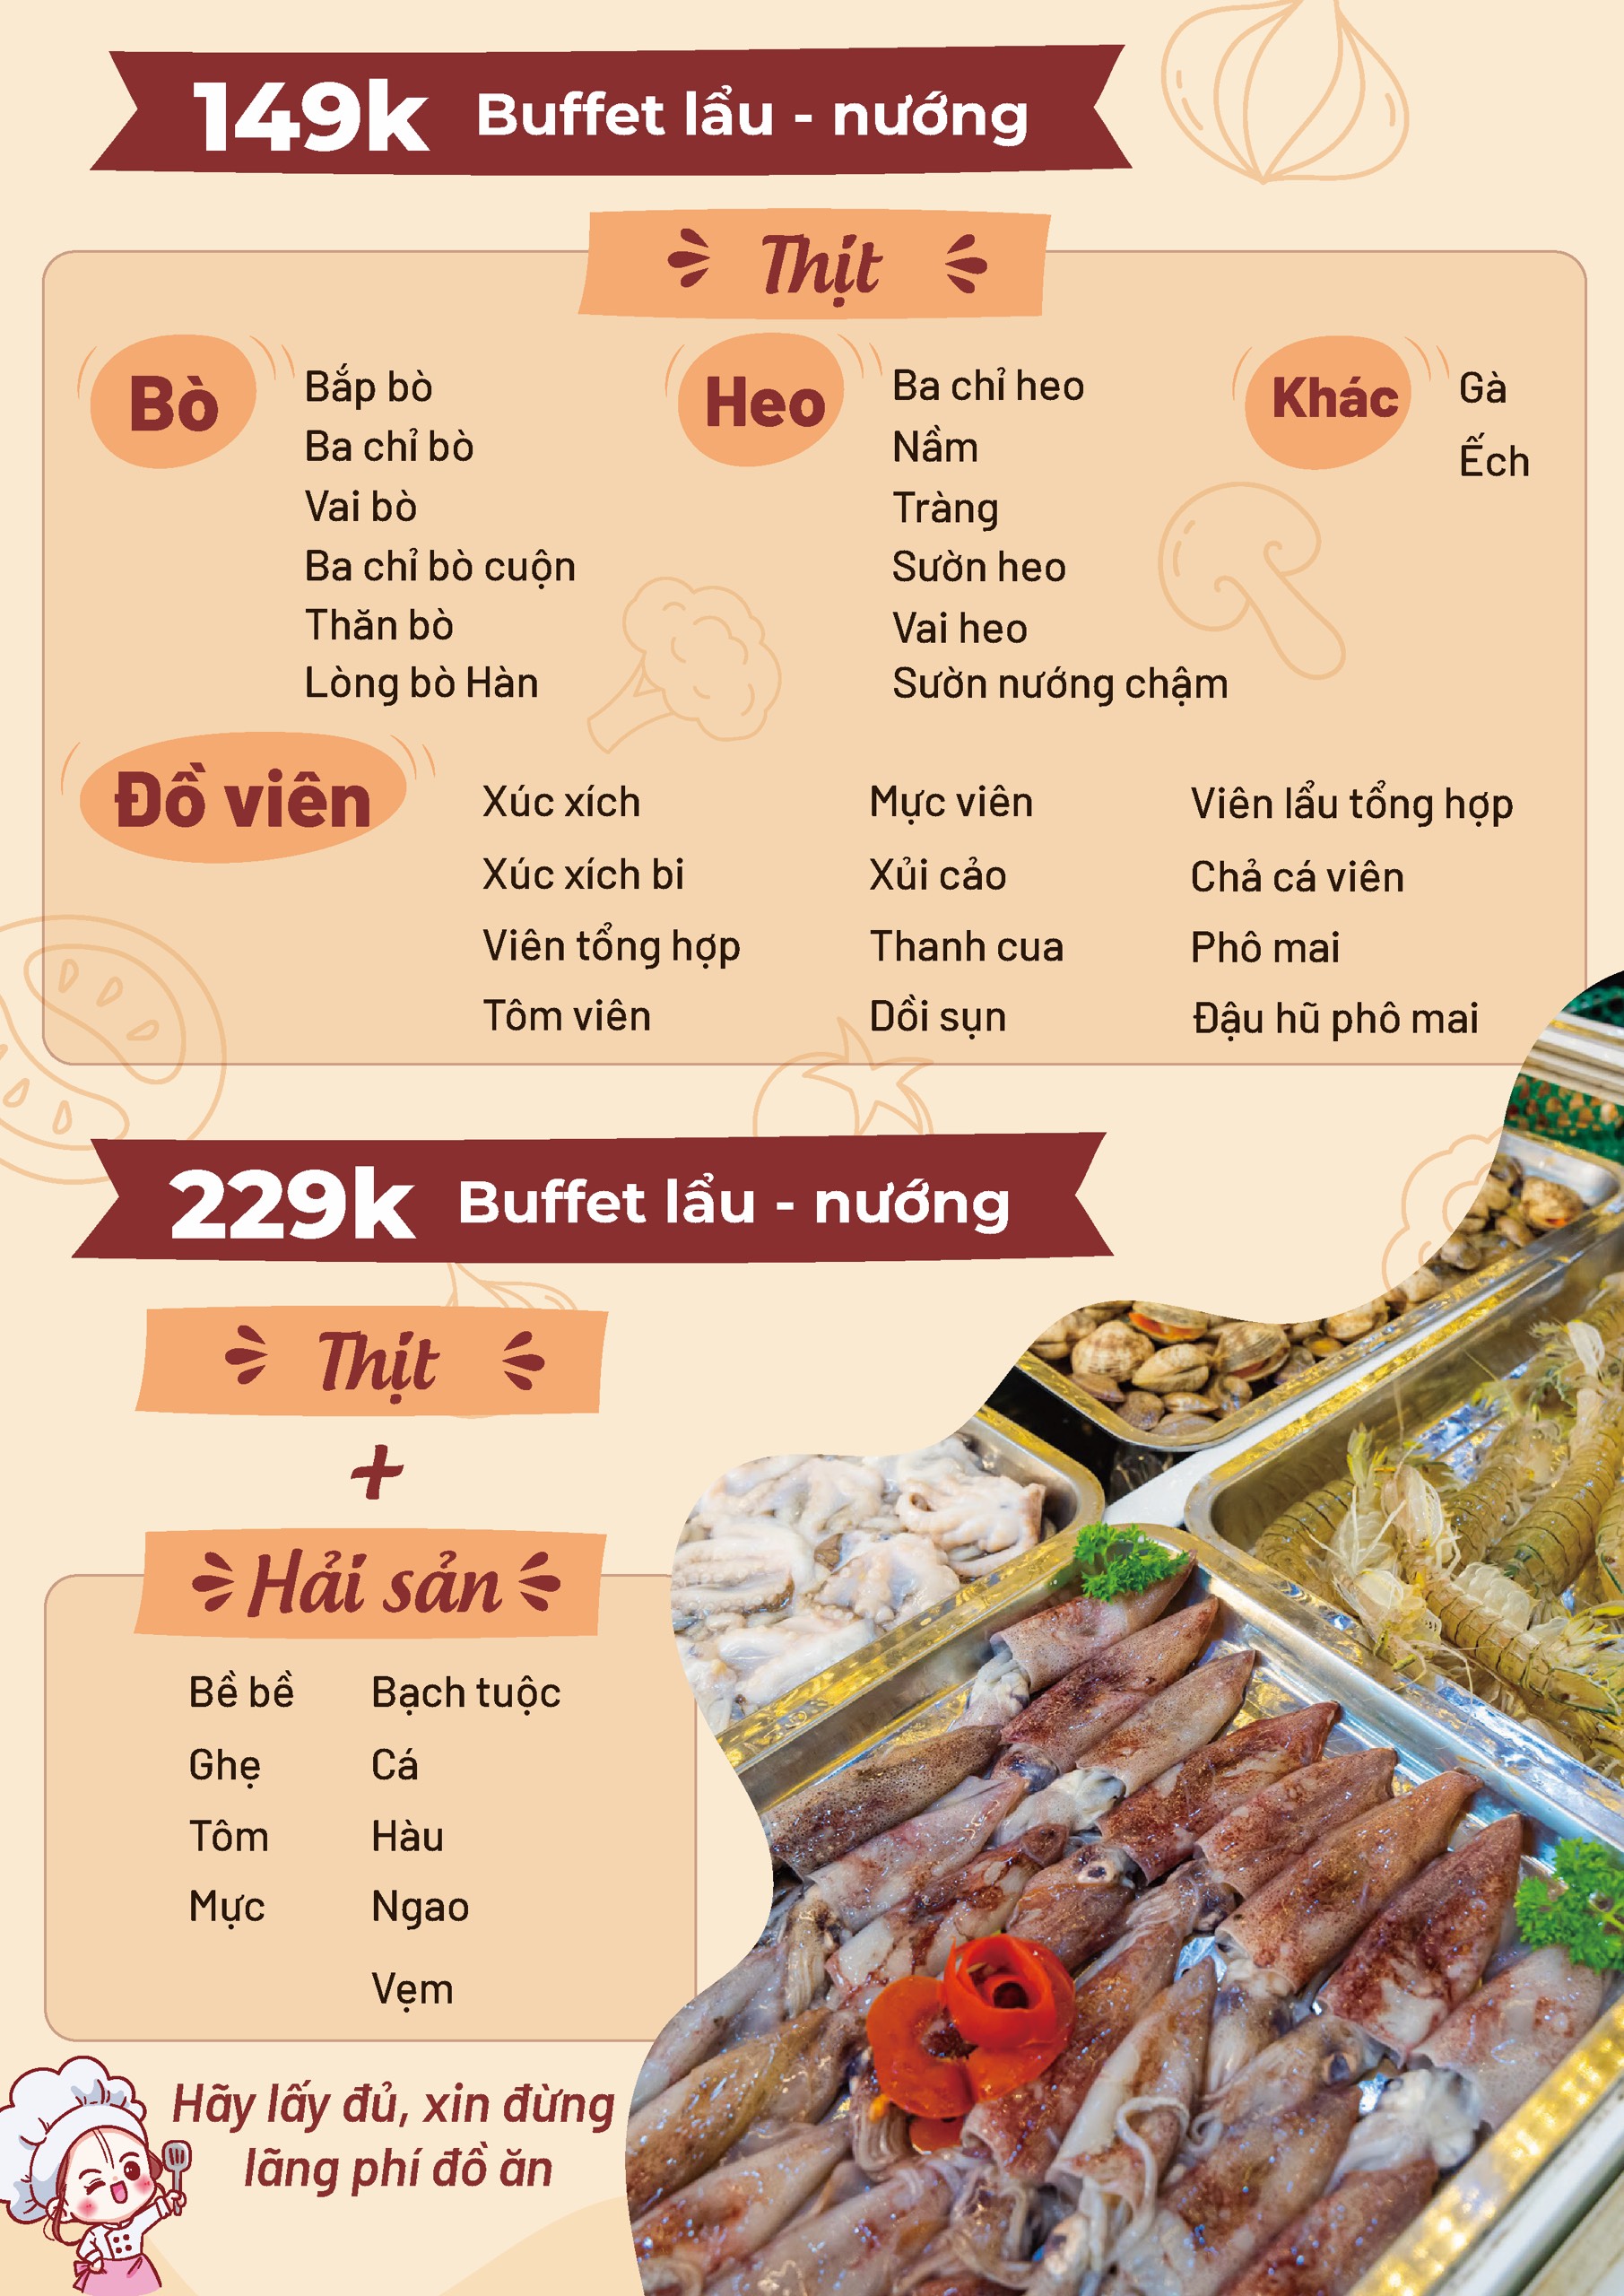 149k Buffet lẩu - nướng
Thịt
Bò
Bắp bò
Ba chỉ bò
Vai bò
Ba chỉ bò cuộn
Thăn bò
Lòng bò Hàn
Heo
Ba chỉ heo
Nầm
Tràng
Sườn heo
Vai heo
Sườn nướng chậm
Khác
Gà
Ếch
Đồ viên
Xúc xích
Xúc xích bi
Viên tổng hợp
Tôm viên
Mực viên
Xủi cảo
Thanh cua
Dồi sụn
Viên lẩu tổng hợp
Chả cá viên
Phô mai
Đậu hũ phô mai
229k Buffet lẩu - nướng
Thịt
+
Hải sản
Bề bề
Ghẹ
Tôm
Mực
Bạch tuộc
Cá
Hàu
Ngao
Vẹm
Hãy lấy đủ, xin đừng
lãng phí đồ ăn